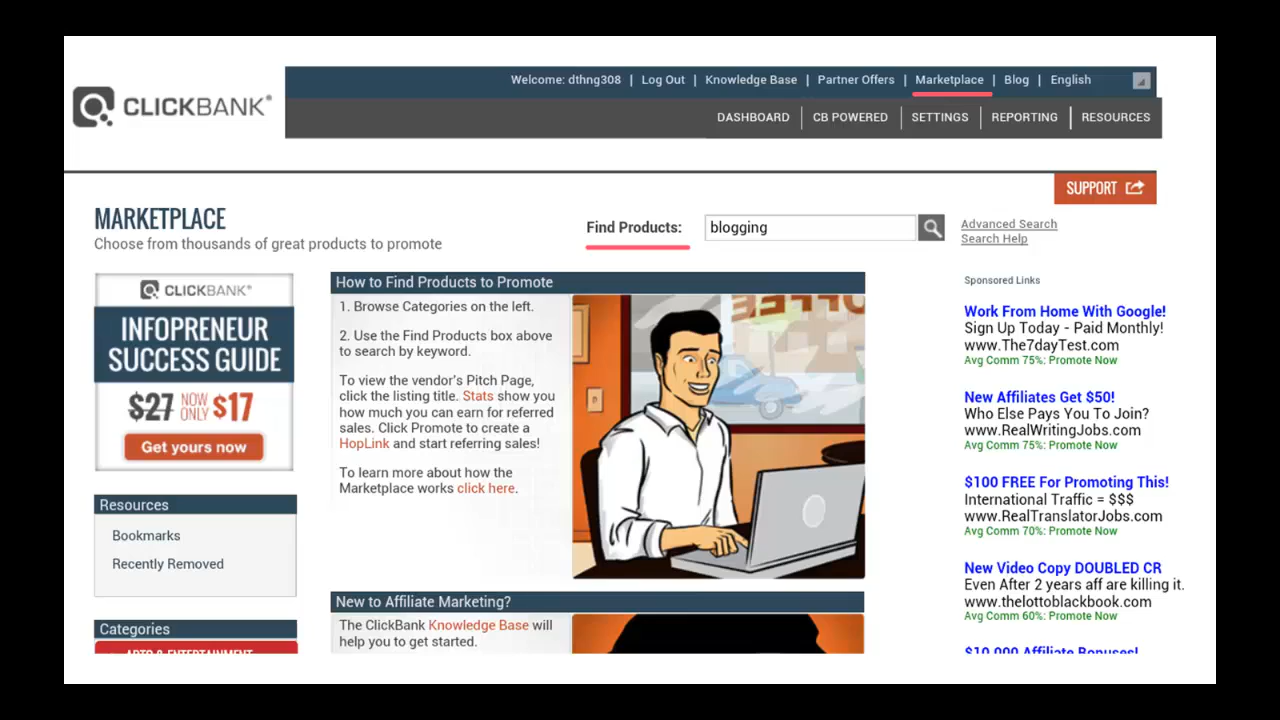 Welcome: dthng308 | Log Out | Knowledge Base | Partner Offers | Marketplace | Blog | English
CLICKBANK®
DASHBOARD | CB POWERED | SETTINGS | REPORTING | RESOURCES
SUPPORT
MARKETPLACE
Choose from thousands of great products to promote
Find Products:
blogging
Advanced Search
Search Help
CLICKBANK®
INFOPRENEUR
SUCCESS GUIDE
$27 NOW ONLY $17
Get yours now
Resources
Bookmarks
Recently Removed
Categories
ARTS & ENTERTAINMENT
How to Find Products to Promote
1. Browse Categories on the left.
2. Use the Find Products box above
to search by keyword.
To view the vendor's Pitch Page,
click the listing title. Stats show you
how much you can earn for referred
sales. Click Promote to create a
HopLink and start referring sales!
To learn more about how the
Marketplace works click here.
COFFEE
New to Affiliate Marketing?
The ClickBank Knowledge Base will
help you to get started.
Sponsored Links
Work From Home With Google!
Sign Up Today - Paid Monthly!
www.The7dayTest.com
Avg Comm 75%: Promote Now
New Affiliates Get $50!
Who Else Pays You To Join?
www.RealWritingJobs.com
Avg Comm 75%: Promote Now
$100 FREE For Promoting This!
International Traffic = $$$
www.RealTranslatorJobs.com
Avg Comm 70%: Promote Now
New Video Copy DOUBLED CR
Even After 2 years aff are killing it.
www.thelottoblackbook.com
Avg Comm 60%: Promote Now
$10,000 Affiliate Bonuses!